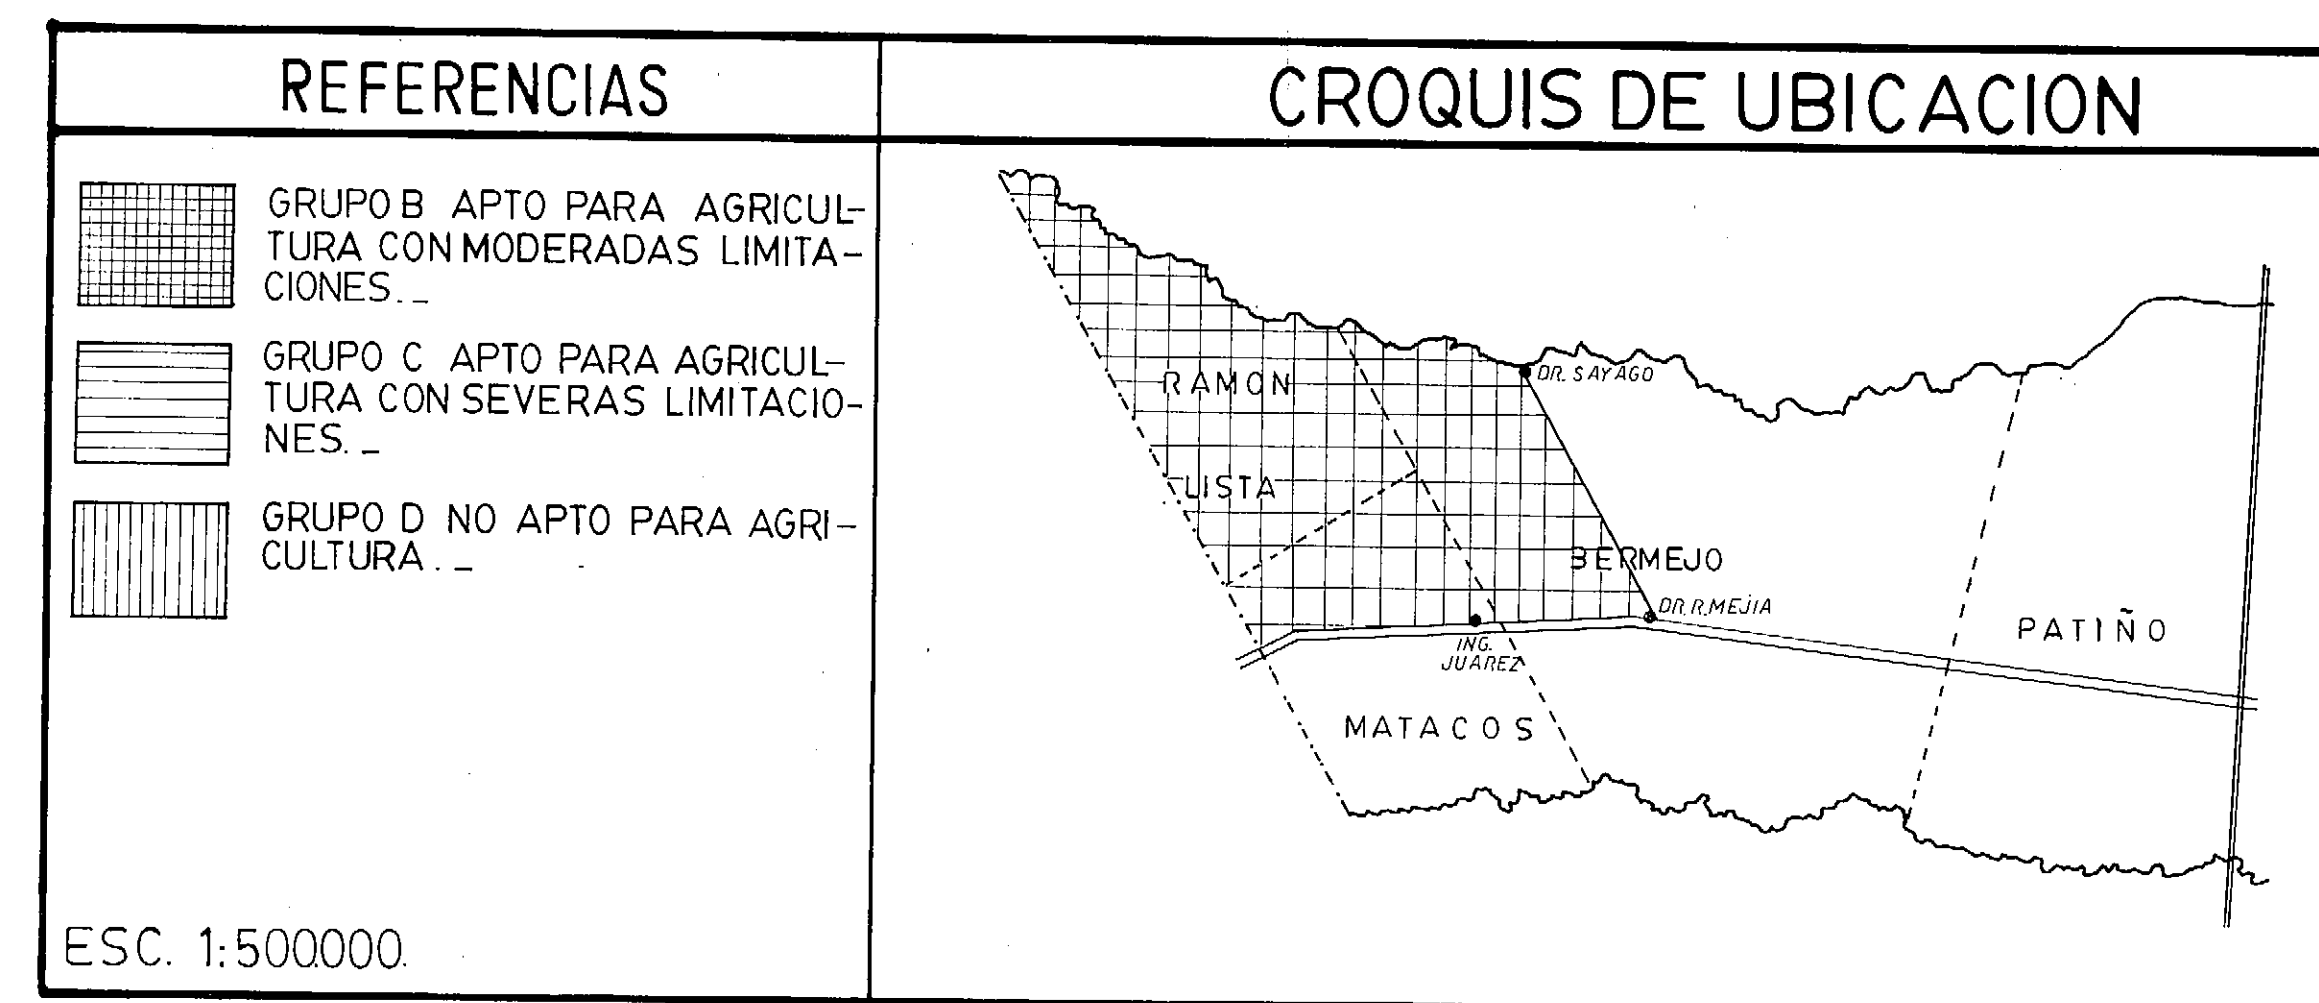 REFERENCIAS
CROQUIS DE UBICACION
GRUPO B APTO PARA AGRICUL-
TURA CON MODERADAS LIMITA-
CIONES._
GRUPO C APTO PARA AGRICUL-
TURA CON SEVERAS LIMITACIO-
NES._
GRUPO D NO APTO PARA AGRI-
CULTURA._
ESC. 1:500.000.
DR. SAYAGO
RAMON
LISTA
BERMEJO
DR. R. MEJIA
PATIÑO
ING.
JUAREZ
MATACOS